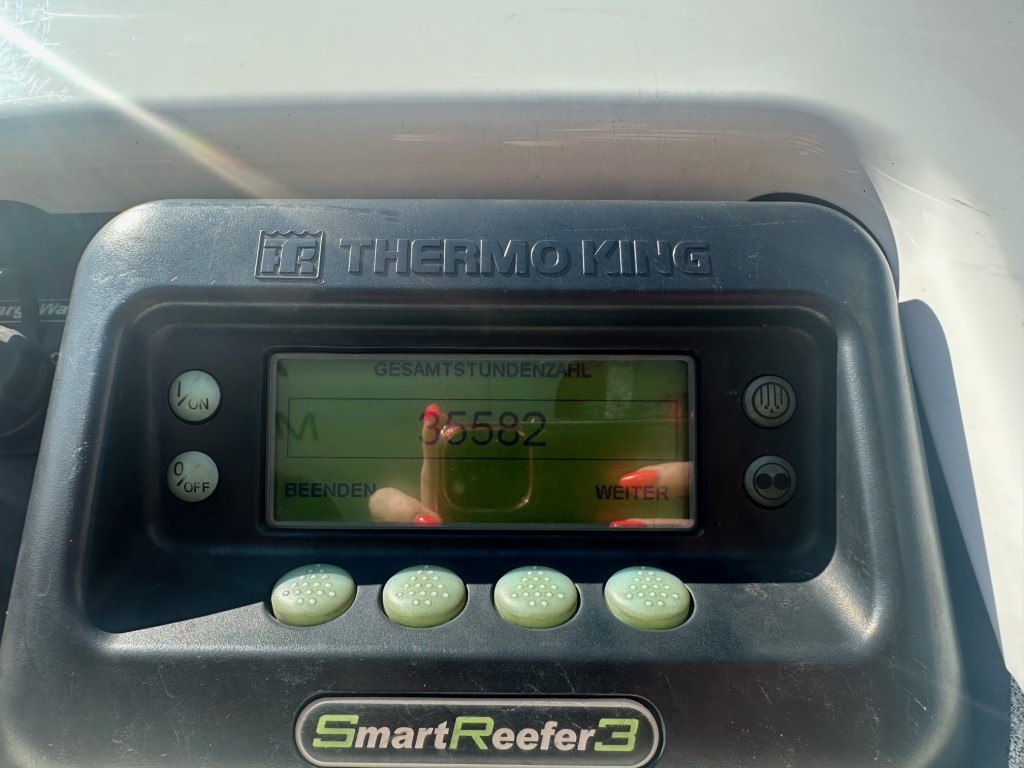 THERMO KING
I/ON
GESAMTSTUNDENZAHL
M 35582
O/OFF
BEENDEN WEITER
SMARTREEFER3